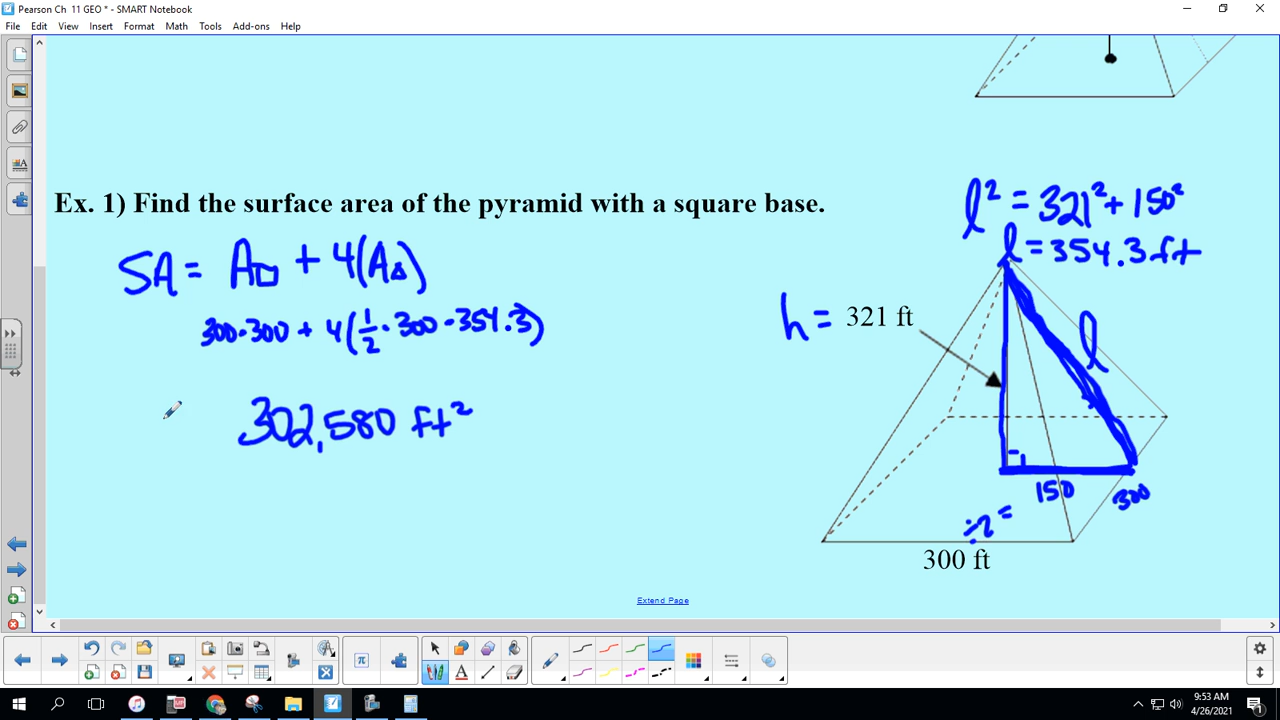 Pearson Ch 11 GEO * - SMART Notebook
File Edit View Insert Format Math Tools Add-ons Help
Ex. 1) Find the surface area of the pyramid with a square base.
l² = 321² + 150²
l = 354.3 ft
SA = A□ + 4(A△)
300·300 + 4(1/2 · 300 · 354.3)
h = 321 ft
l
302,580 ft²
150
300
÷2 =
300 ft
Extend Page
π
9:53 AM
4/26/2021
1